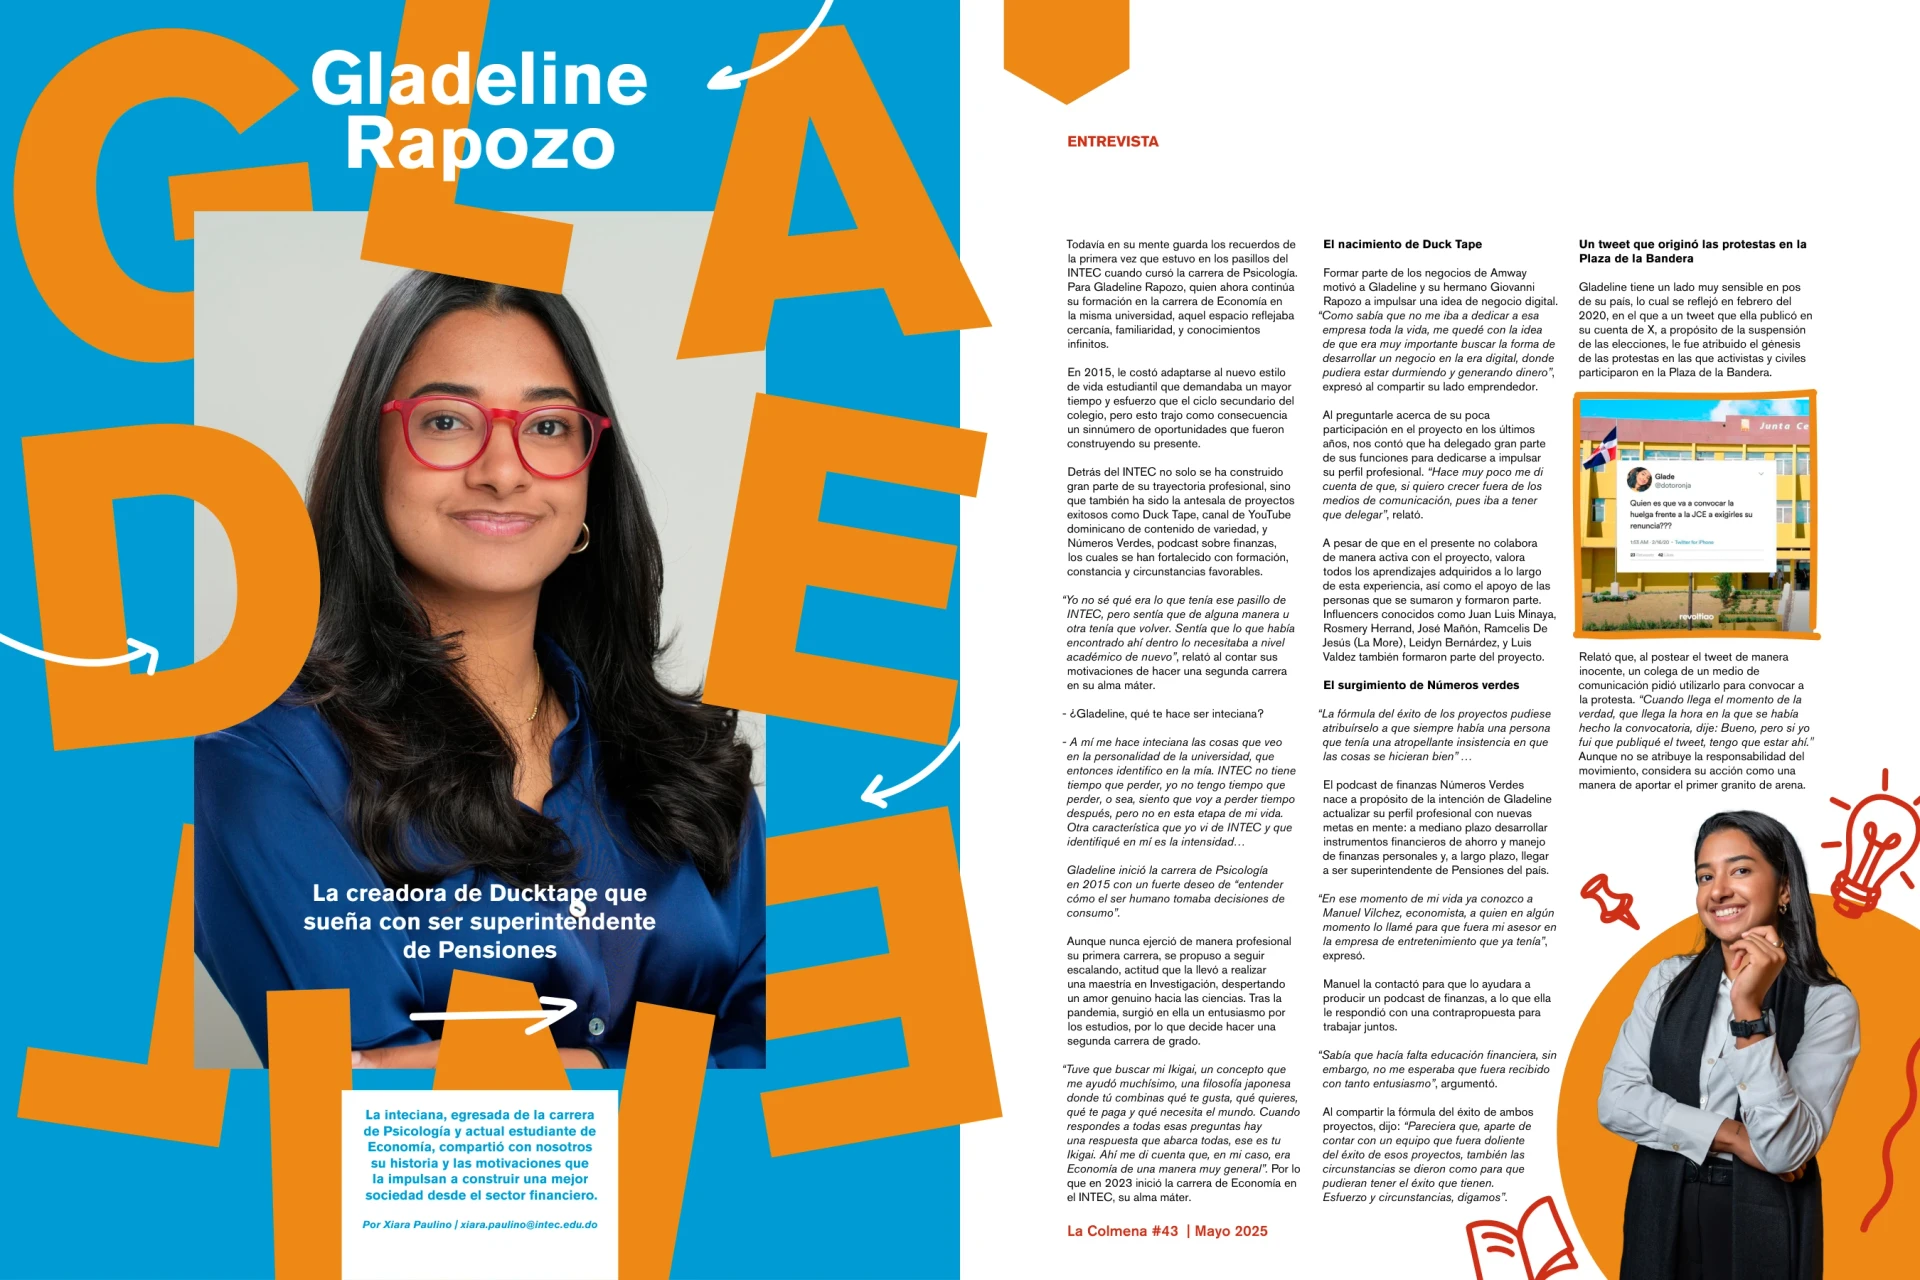 GLADELINE
Gladeline
Rapozo
La creadora de Ducktape que
sueña con ser superintendente
de Pensiones
La inteciana, egresada de la carrera
de Psicología y actual estudiante de
Economía, compartió con nosotros
su historia y las motivaciones que
la impulsan a construir una mejor
sociedad desde el sector financiero.
Por Xiara Paulino | xiara.paulino@intec.edu.do
ENTREVISTA
Todavía en su mente guarda los recuerdos de
la primera vez que estuvo en los pasillos del
INTEC cuando cursó la carrera de Psicología.
Para Gladeline Rapozo, quien ahora continúa
su formación en la carrera de Economía en
la misma universidad, aquel espacio reflejaba
cercanía, familiaridad, y conocimientos
infinitos.
En 2015, le costó adaptarse al nuevo estilo
de vida estudiantil que demandaba un mayor
tiempo y esfuerzo que el ciclo secundario del
colegio, pero esto trajo como consecuencia
un sinnúmero de oportunidades que fueron
construyendo su presente.
Detrás del INTEC no solo se ha construido
gran parte de su trayectoria profesional, sino
que también ha sido la antesala de proyectos
exitosos como Duck Tape, canal de YouTube
dominicano de contenido de variedad, y
Números Verdes, podcast sobre finanzas,
los cuales se han fortalecido con formación,
constancia y circunstancias favorables.
“Yo no sé qué era lo que tenía ese pasillo de
INTEC, pero sentía que de alguna manera u
otra tenía que volver. Sentía que lo que había
encontrado ahí dentro lo necesitaba a nivel
académico de nuevo”, relató al contar sus
motivaciones de hacer una segunda carrera
en su alma máter.
- ¿Gladeline, qué te hace ser inteciana?
- A mí me hace inteciana las cosas que veo
en la personalidad de la universidad, que
entonces identifico en la mía. INTEC no tiene
tiempo que perder, yo no tengo tiempo que
perder, o sea, siento que voy a perder tiempo
después, pero no en esta etapa de mi vida.
Otra característica que yo vi de INTEC y que
identifiqué en mí es la intensidad…
Gladeline inició la carrera de Psicología
en 2015 con un fuerte deseo de “entender
cómo el ser humano tomaba decisiones de
consumo”.
Aunque nunca ejerció de manera profesional
su primera carrera, se propuso a seguir
escalando, actitud que la llevó a realizar
una maestría en Investigación, despertando
un amor genuino hacia las ciencias. Tras la
pandemia, surgió en ella un entusiasmo por
los estudios, por lo que decide hacer una
segunda carrera de grado.
“Tuve que buscar mi Ikigai, un concepto que
me ayudó muchísimo, una filosofía japonesa
donde tú combinas qué te gusta, qué quieres,
qué te paga y qué necesita el mundo. Cuando
respondes a todas esas preguntas hay
una respuesta que abarca todas, ese es tu
Ikigai. Ahí me di cuenta que, en mi caso, era
Economía de una manera muy general”. Por lo
que en 2023 inició la carrera de Economía en
el INTEC, su alma máter.
El nacimiento de Duck Tape
Formar parte de los negocios de Amway
motivó a Gladeline y su hermano Giovanni
Rapozo a impulsar una idea de negocio digital.
“Como sabía que no me iba a dedicar a esa
empresa toda la vida, me quedé con la idea
de que era muy importante buscar la forma de
desarrollar un negocio en la era digital, donde
pudiera estar durmiendo y generando dinero”,
expresó al compartir su lado emprendedor.
Al preguntarle acerca de su poca
participación en el proyecto en los últimos
años, nos contó que ha delegado gran parte
de sus funciones para dedicarse a impulsar
su perfil profesional. “Hace muy poco me di
cuenta de que, si quiero crecer fuera de los
medios de comunicación, pues iba a tener
que delegar”, relató.
A pesar de que en el presente no colabora
de manera activa con el proyecto, valora
todos los aprendizajes adquiridos a lo largo
de esta experiencia, así como el apoyo de las
personas que se sumaron y formaron parte.
Influencers conocidos como Juan Luis Minaya,
Rosmery Herrand, José Mañón, Ramcelis De
Jesús (La More), Leidyn Bernárdez, y Luis
Valdez también formaron parte del proyecto.
El surgimiento de Números verdes
“La fórmula del éxito de los proyectos pudiese
atribuírselo a que siempre había una persona
que tenía una atropellante insistencia en que
las cosas se hicieran bien” …
El podcast de finanzas Números Verdes
nace a propósito de la intención de Gladeline
actualizar su perfil profesional con nuevas
metas en mente: a mediano plazo desarrollar
instrumentos financieros de ahorro y manejo
de finanzas personales y, a largo plazo, llegar
a ser superintendente de Pensiones del país.
“En ese momento de mi vida ya conozco a
Manuel Vilchez, economista, a quien en algún
momento lo llamé para que fuera mi asesor en
la empresa de entretenimiento que ya tenía”,
expresó.
Manuel la contactó para que lo ayudara a
producir un podcast de finanzas, a lo que ella
le respondió con una contrapropuesta para
trabajar juntos.
“Sabía que hacía falta educación financiera, sin
embargo, no me esperaba que fuera recibido
con tanto entusiasmo”, argumentó.
Al compartir la fórmula del éxito de ambos
proyectos, dijo: “Pareciera que, aparte de
contar con un equipo que fuera doliente
del éxito de esos proyectos, también las
circunstancias se dieron como para que
pudieran tener el éxito que tienen.
Esfuerzo y circunstancias, digamos”.
Un tweet que originó las protestas en la
Plaza de la Bandera
Gladeline tiene un lado muy sensible en pos
de su país, lo cual se reflejó en febrero del
2020, en el que a un tweet que ella publicó en
su cuenta de X, a propósito de la suspensión
de las elecciones, le fue atribuido el génesis
de las protestas en las que activistas y civiles
participaron en la Plaza de la Bandera.
Junta Ce
Glade
@dotoronja
Quien es que va a convocar la
huelga frente a la JCE a exigirles su
renuncia???
1:03 AM · 2/16/20 · Twitter for iPhone
revoltiao
Relató que, al postear el tweet de manera
inocente, un colega de un medio de
comunicación pidió utilizarlo para convocar a
la protesta. “Cuando llega el momento de la
verdad, que llega la hora en la que se había
hecho la convocatoria, dije: Bueno, pero si yo
fui que publiqué el tweet, tengo que estar ahí.”
Aunque no se atribuye la responsabilidad del
movimiento, considera su acción como una
manera de aportar el primer granito de arena.
La Colmena #43 | Mayo 2025